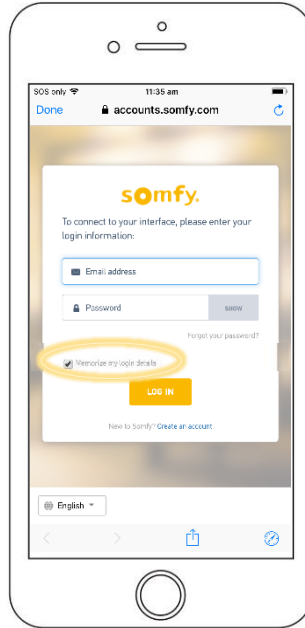 SOS only 11:35 am
Done accounts.somfy.com
somfy.
To connect to your interface, please enter your
login information:
Email address
Password SHOW
Forgot your password?
Memorize my login details
LOG IN
New to Somfy? Create an account
English